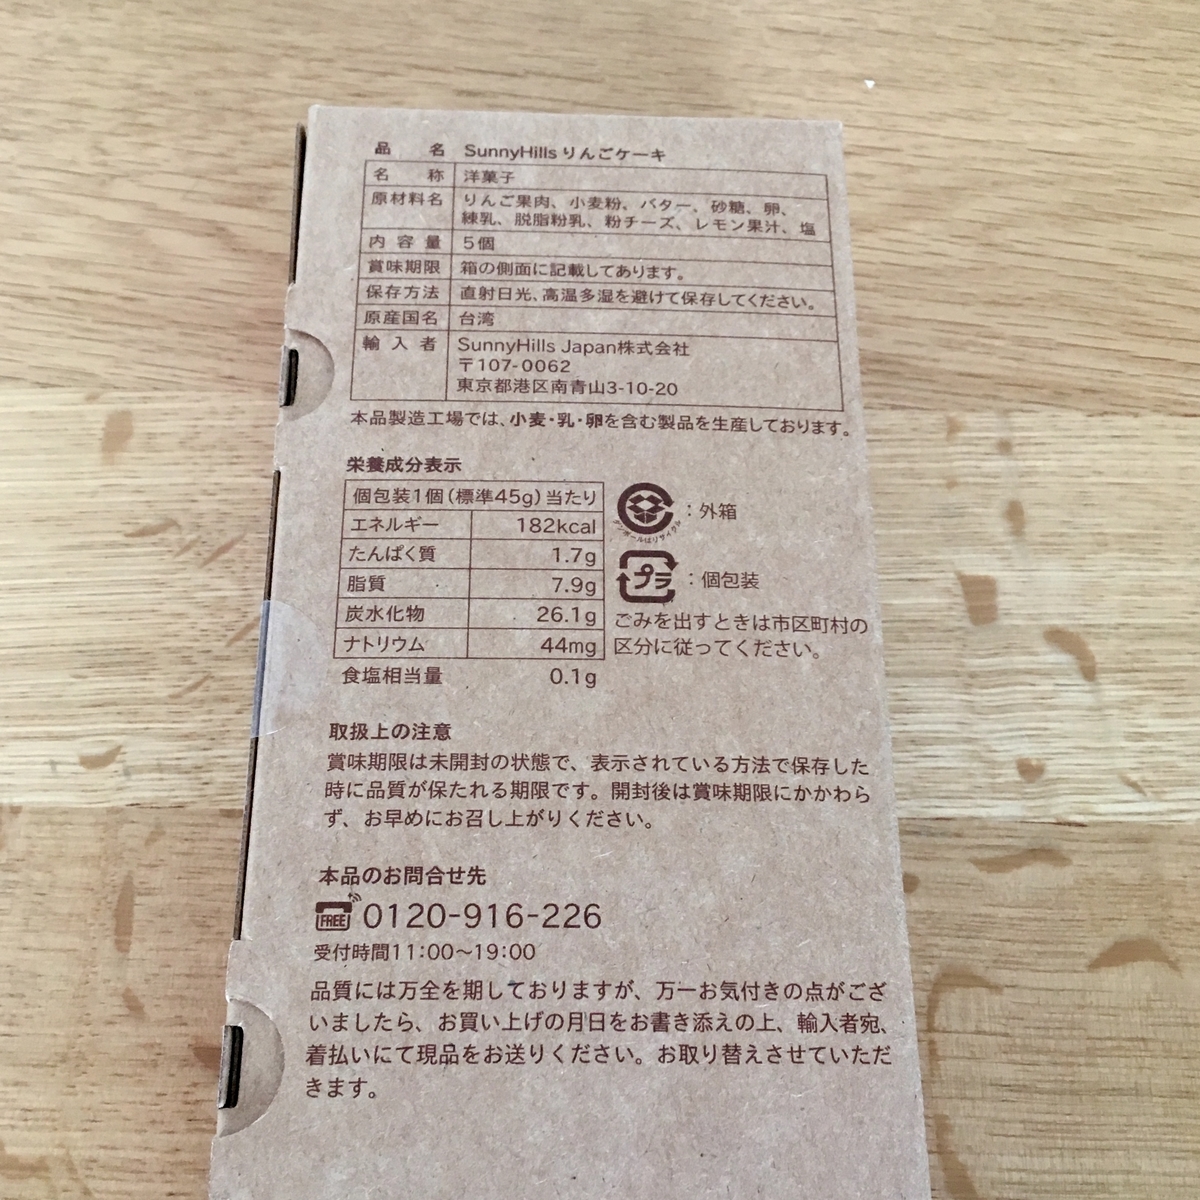 品名 SunnyHills りんごケーキ
名称 洋菓子
原材料名 りんご果肉、小麦粉、バター、砂糖、卵、
練乳、脱脂粉乳、粉チーズ、レモン果汁、塩
内容量 5個
賞味期限 箱の側面に記載してあります。
保存方法 直射日光、高温多湿を避けて保存してください。
原産国名 台湾
輸入者 SunnyHills Japan株式会社
〒107-0062
東京都港区南青山3-10-20
本品製造工場では、小麦・乳・卵を含む製品を生産しております。
栄養成分表示
個包装1個(標準45g)当たり
エネルギー 182kcal
たんぱく質 1.7g
脂質 7.9g
炭水化物 26.1g
ナトリウム 44mg
食塩相当量 0.1g
ダンボールはリサイクル
：外箱
プラ ：個包装
ごみを出すときは市区町村の
区分に従ってください。
取扱上の注意
賞味期限は未開封の状態で、表示されている方法で保存した
時に品質が保たれる期限です。開封後は賞味期限にかかわら
ず、お早めにお召し上がりください。
本品のお問合せ先
FREE 0120-916-226
受付時間11:00～19:00
品質には万全を期しておりますが、万一お気付きの点がござ
いましたら、お買い上げの月日をお書き添えの上、輸入者宛、
着払いにて現品をお送りください。お取り替えさせていただ
きます。